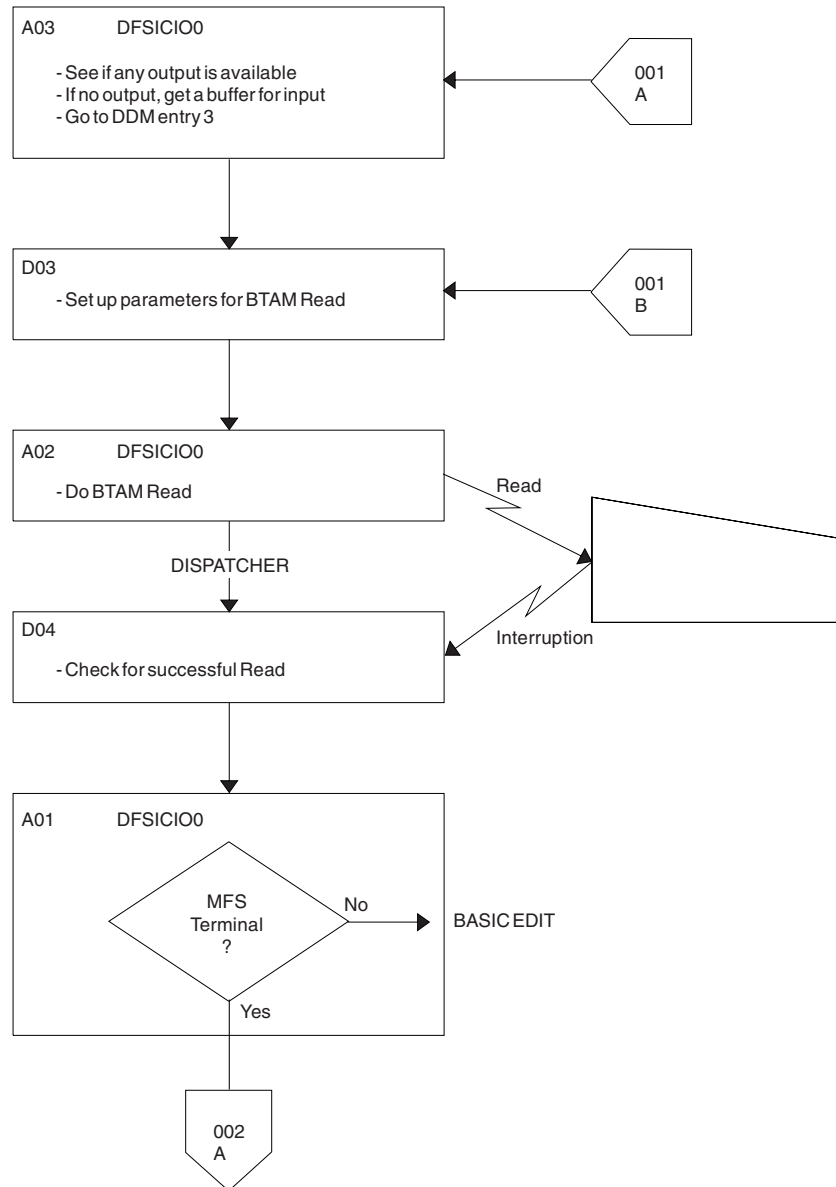 A03 DFSICIO0
- See if any output is available
- If no output, get a buffer for input
- Go to DDM entry 3
001
A
D03
- Set up parameters for BTAM Read
001
B
A02 DFSICIO0
- Do BTAM Read
Read
DISPATCHER
D04
- Check for successful Read
Interruption
A01 DFSICIO0
MFS
Terminal
?
No
BASIC EDIT
Yes
002
A